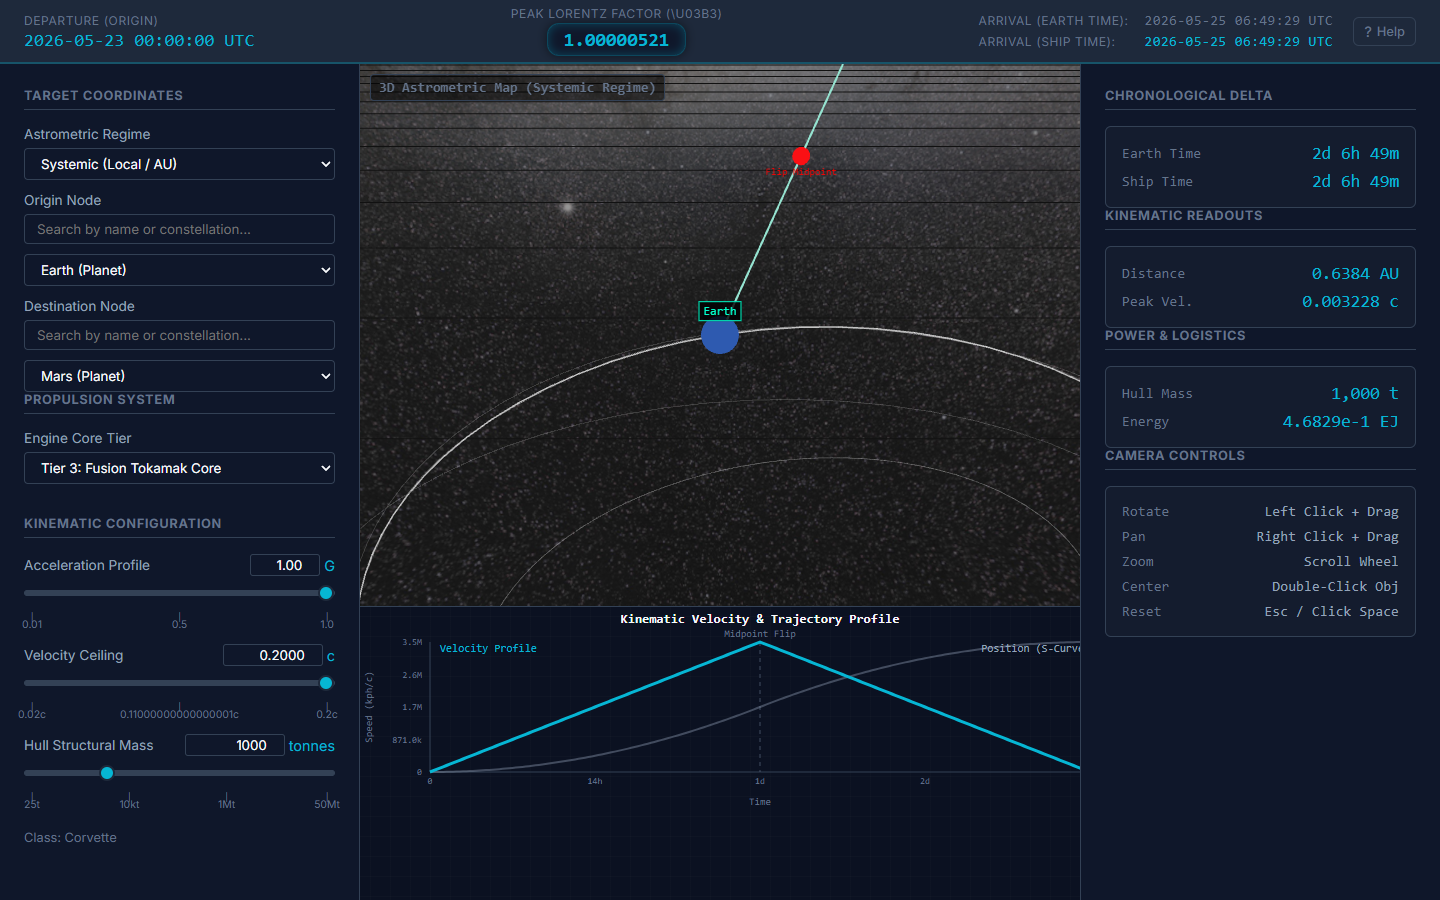 DEPARTURE (ORIGIN)
2026-05-23 00:00:00 UTC
PEAK LORENTZ FACTOR (\U03B3)
1.00000521
ARRIVAL (EARTH TIME): 2026-05-25 06:49:29 UTC
ARRIVAL (SHIP TIME): 2026-05-25 06:49:29 UTC
? Help
TARGET COORDINATES
Astrometric Regime
Systemic (Local / AU)
Origin Node
Search by name or constellation...
Earth (Planet)
Destination Node
Search by name or constellation...
Mars (Planet)
PROPULSION SYSTEM
Engine Core Tier
Tier 3: Fusion Tokamak Core
KINEMATIC CONFIGURATION
Acceleration Profile 1.00 G
0.01 0.5 1.0
Velocity Ceiling 0.2000 c
0.02c 0.11000000000000001c 0.2c
Hull Structural Mass 1000 tonnes
25t 10kt 1Mt 50Mt
Class: Corvette
3D Astrometric Map (Systemic Regime)
Midpoint
Earth
Kinematic Velocity & Trajectory Profile
Midpoint Flip
Velocity Profile
Position (S-Curve
Speed (kph/c)
3.5M
2.6M
1.7M
871.0k
0
0 14h 1d 2d
Time
CHRONOLOGICAL DELTA
Earth Time 2d 6h 49m
Ship Time 2d 6h 49m
KINEMATIC READOUTS
Distance 0.6384 AU
Peak Vel. 0.003228 c
POWER & LOGISTICS
Hull Mass 1,000 t
Energy 4.6829e-1 EJ
CAMERA CONTROLS
Rotate Left Click + Drag
Pan Right Click + Drag
Zoom Scroll Wheel
Center Double-Click Obj
Reset Esc / Click Space